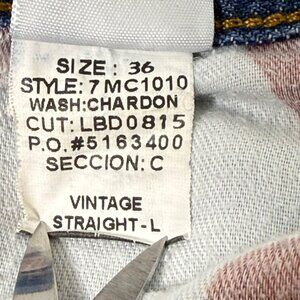 SIZE: 36
STYLE: 7MC1010
WASH:CHARDON
CUT: LBD0815
P.O.#5163400
SECCION: C
VINTAGE
STRAIGHT-L